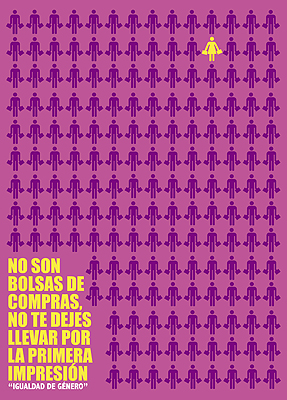 NO SON
BOLSAS DE
COMPRAS,
NO TE DEJES
LLEVAR POR
LA PRIMERA
IMPRESIÓN
“IGUALDAD DE GÉNERO”